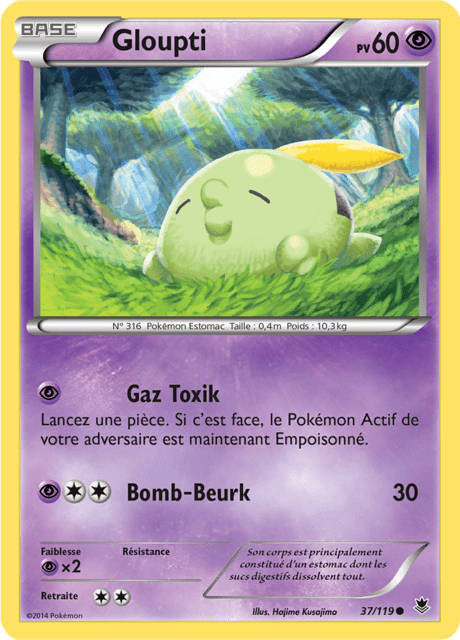 BASE
Gloupti
PV60
N° 316 Pokémon Estomac Taille : 0,4m Poids : 10,3kg
Gaz Toxik
Lancez une pièce. Si c'est face, le Pokémon Actif de
votre adversaire est maintenant Empoisonné.
Bomb-Beurk 30
Faiblesse Résistance
×2
Son corps est principalement
constitué d'un estomac dont les
sucs digestifs dissolvent tout.
Retraite
©2014 Pokémon
Illus. Hajime Kusajima
37/119